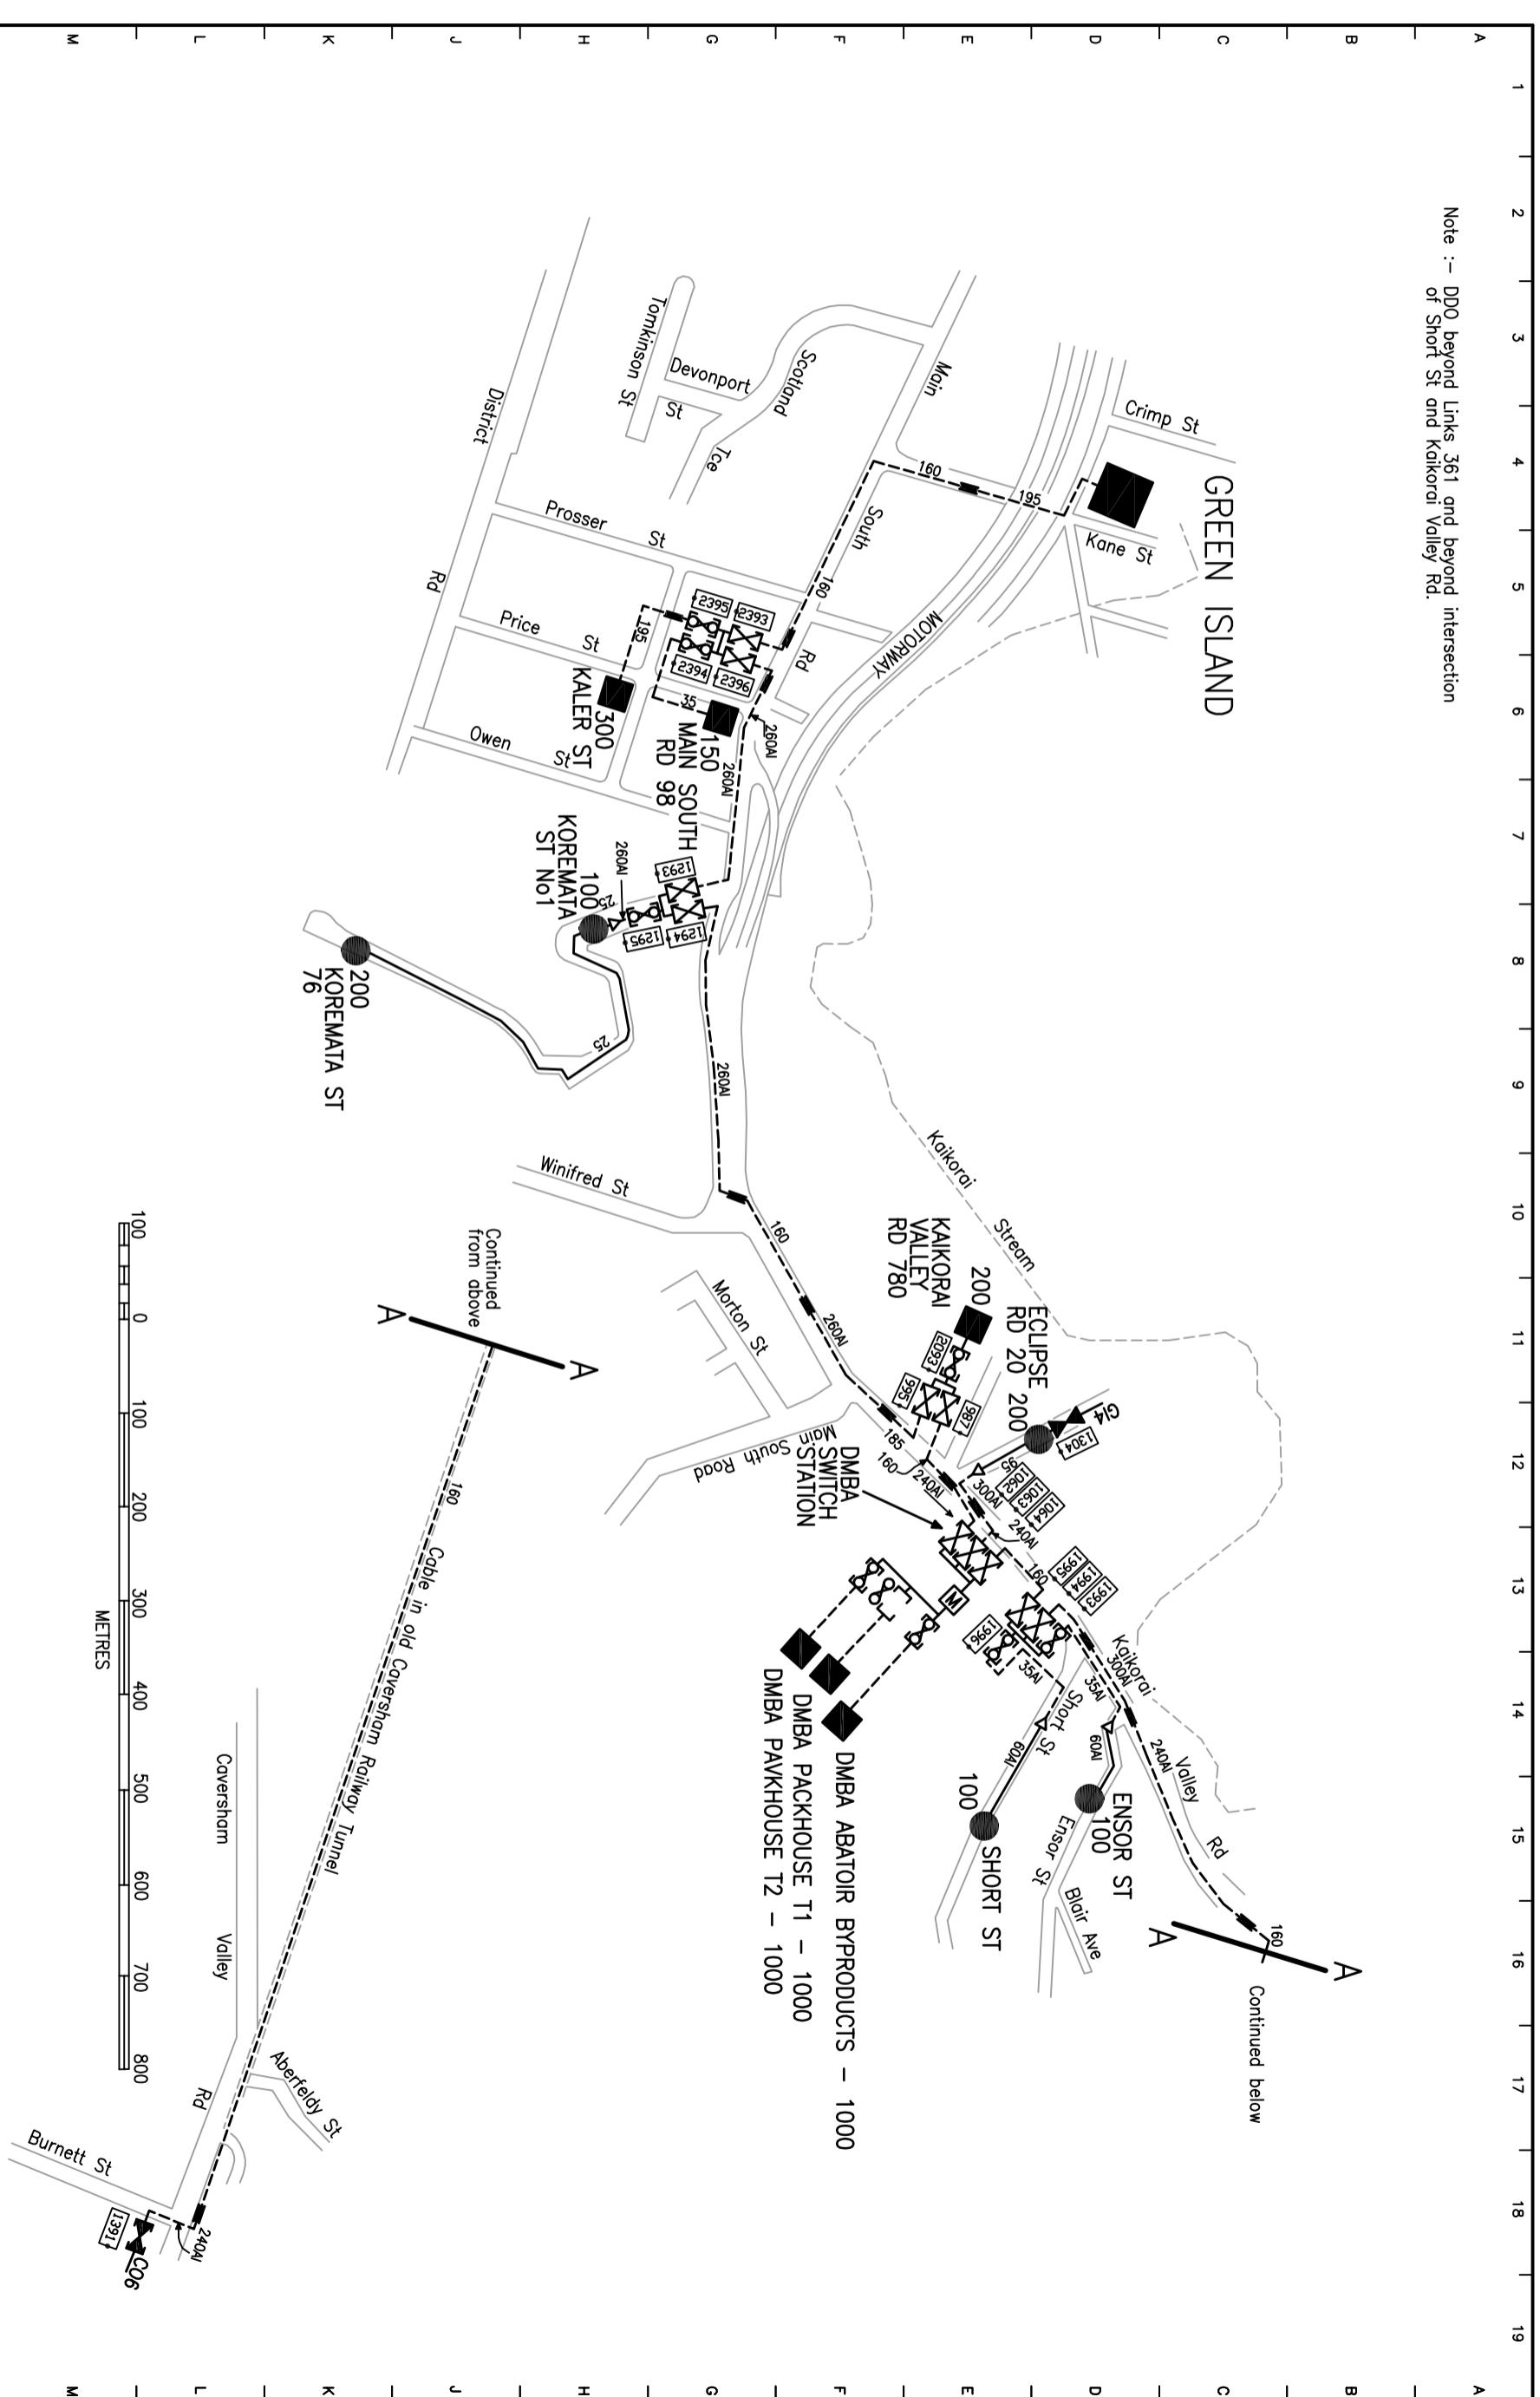 A
B
C
D
E
F
G
H
J
K
L
M
1
2
3
4
5
6
7
8
9
10
11
12
13
14
15
16
17
18
19
A
B
C
D
E
F
G
H
J
K
L
M
Note :- DDO beyond Links 361 and beyond intersection
of Short St and Kaikorai Valley Rd.
GREEN ISLAND
Crimp St
Kane St
195
160
Main
South
Rd
MOTORWAY
Scotland
Tce
Devonport
St
Tomkinson St
District
Rd
Prosser
St
Price
St
Owen
St
160
2393
2395
2394
2396
195
35
260Al
260Al
150
MAIN SOUTH
RD 98
300
KALER ST
1293
1294
1295
260Al
25
100
KOREMATA
ST No1
200
KOREMATA ST
76
25
260Al
Winifred St
160
260Al
Morton St
Main South Road
Kaikorai
Stream
200
KAIKORAI
VALLEY
RD 780
2093
995
987
185
160
ECLIPSE
RD 20
200
GI4
1304
95
300Al
240Al
240Al
1064
1063
1062
DMBA
SWITCH
STATION
160
1993
1994
1995
1996
M
35Al
35Al
300Al
Kaikorai
Valley
Rd
240Al
160
60Al
60Al
Short St
100
SHORT ST
ENSOR ST
100
Ensor St
Blair Ave
DMBA ABATOIR BYPRODUCTS - 1000
DMBA PACKHOUSE T1 - 1000
DMBA PAVKHOUSE T2 - 1000
A
A
Continued below
Continued
from above
A
A
160
Cable in old Caversham Railway Tunnel
Caversham
Valley
Rd
Aberfeldy St
Burnett St
240Al
1391
C06
100
0
100
200
300
400
500
600
700
800
METRES